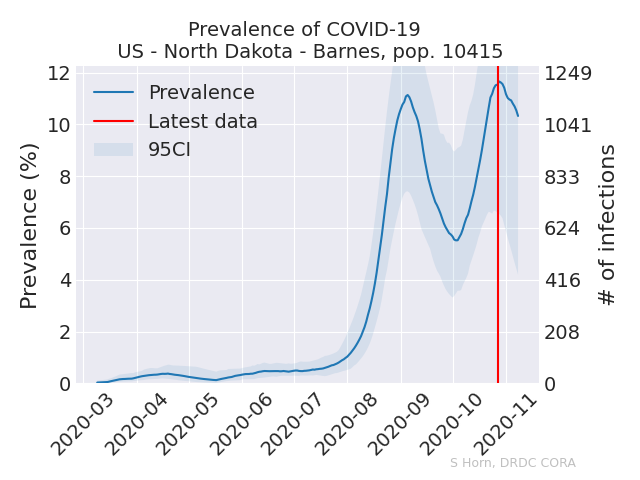 Prevalence of COVID-19
US - North Dakota - Barnes, pop. 10415
Prevalence
Latest data
95CI
Prevalence (%)
12
10
8
6
4
2
0
1249
1041
833
624
416
208
0
# of infections
2020-03
2020-04
2020-05
2020-06
2020-07
2020-08
2020-09
2020-10
2020-11
S Horn, DRDC CORA